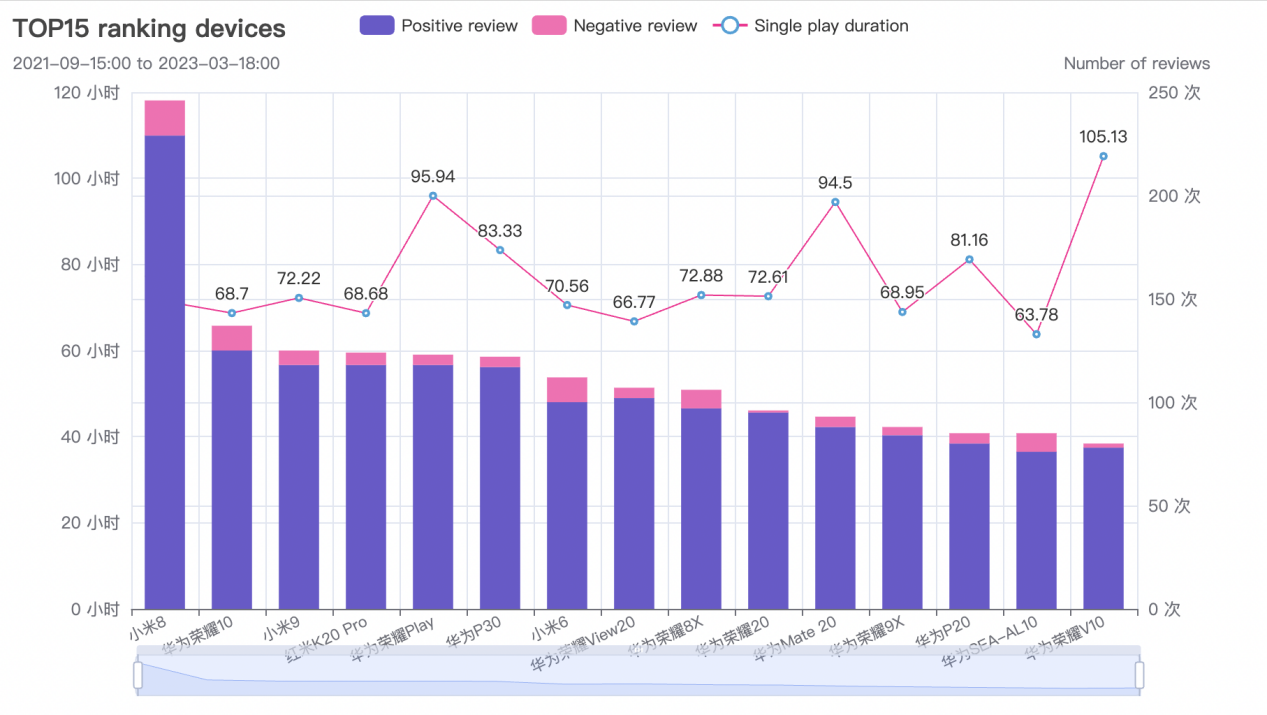 TOP15 ranking devices
Positive review Negative review Single play duration
2021-09-15:00 to 2023-03-18:00
Number of reviews
120 小时
100 小时
80 小时
60 小时
40 小时
20 小时
0 小时
250 次
200 次
150 次
100 次
50 次
0 次
68.7
72.22
68.68
95.94
83.33
70.56
66.77
72.88
72.61
94.5
68.95
81.16
63.78
105.13
小米8
华为荣耀10
小米9
红米K20 Pro
华为荣耀Play
华为P30
小米6
华为荣耀View20
华为荣耀8X
华为荣耀20
华为Mate 20
华为荣耀9X
华为P20
华为SEA-AL10
华为荣耀V10